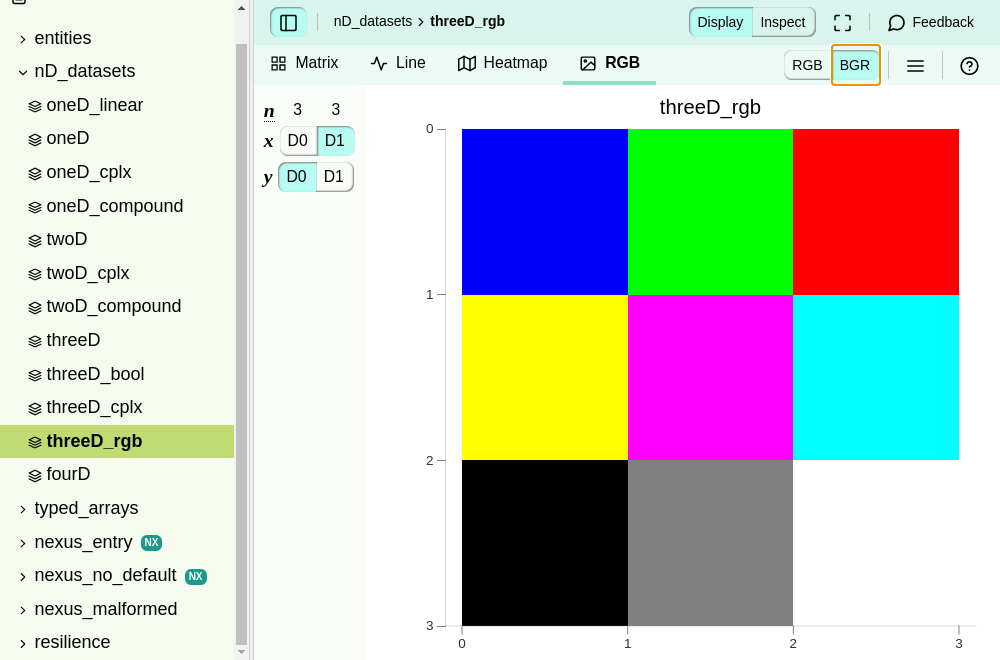 entities
nD_datasets
oneD_linear
oneD
oneD_cplx
oneD_compound
twoD
twoD_cplx
twoD_compound
threeD
threeD_bool
threeD_cplx
threeD_rgb
fourD
typed_arrays
nexus_entry NX
nexus_no_default NX
nexus_malformed
resilience
nD_datasets › threeD_rgb
Display Inspect
Feedback
Matrix Line Heatmap RGB
RGB BGR
n 3 3
x D0 D1
y D0 D1
threeD_rgb
0
1
2
3
0 1 2 3